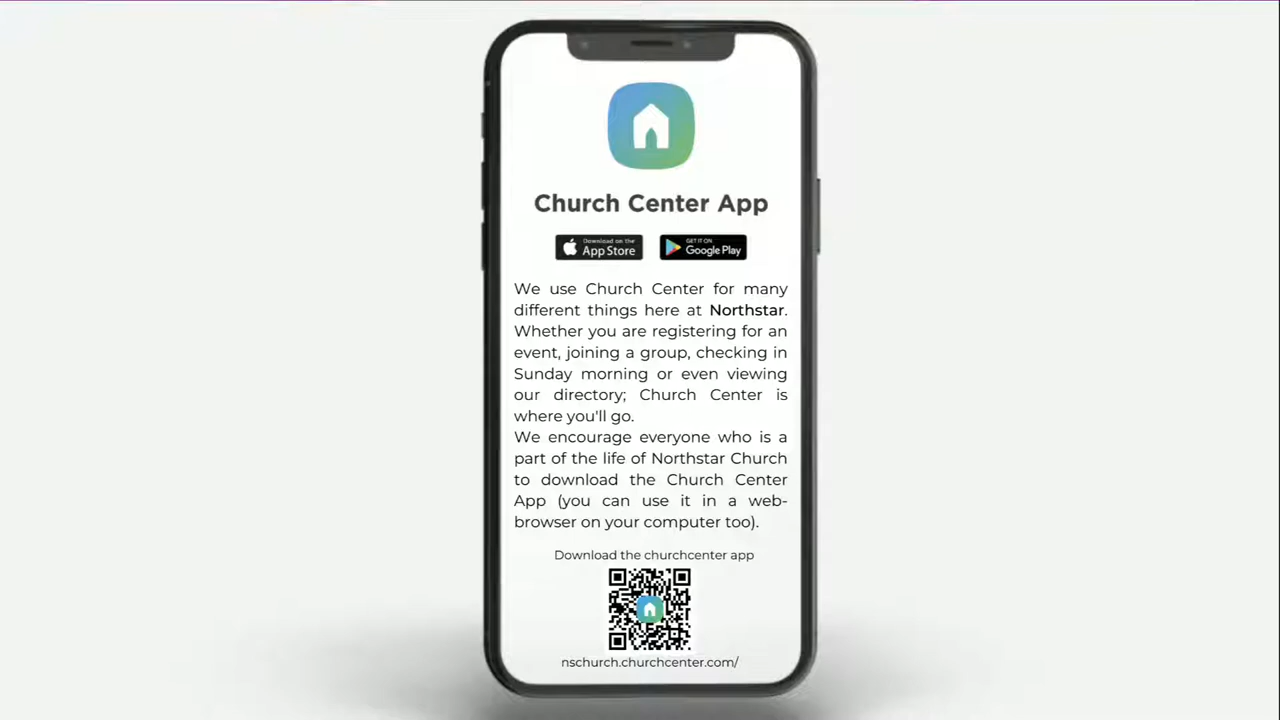 Church Center App
Download on the
App Store
GET IT ON
Google Play
We use Church Center for many
different things here at Northstar.
Whether you are registering for an
event, joining a group, checking in
Sunday morning or even viewing
our directory; Church Center is
where you'll go.
We encourage everyone who is a
part of the life of Northstar Church
to download the Church Center
App (you can use it in a web-
browser on your computer too).
Download the churchcenter app
nschurch.churchcenter.com/